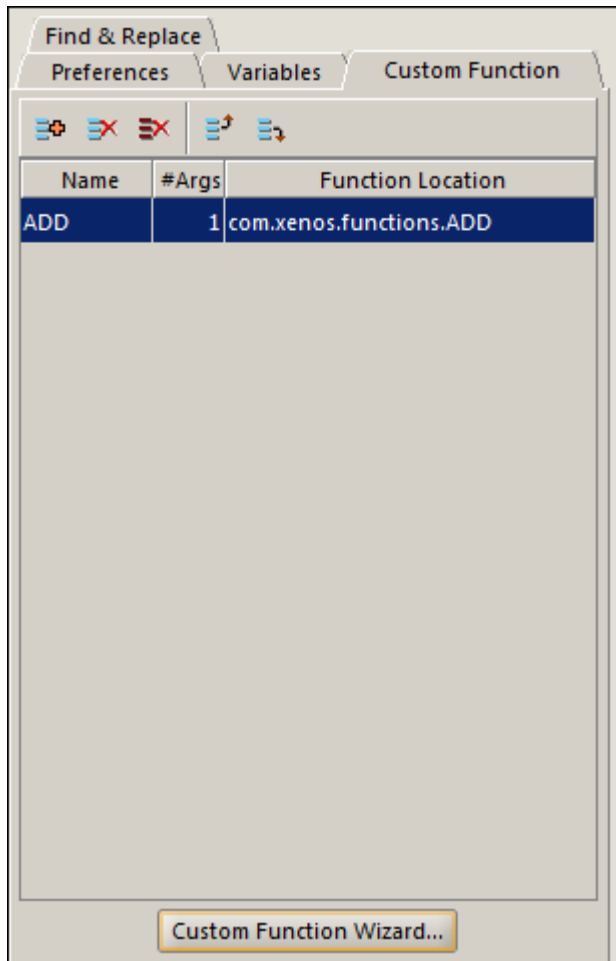 Find & Replace
Preferences Variables Custom Function
Name #Args Function Location
ADD 1 com.xenos.functions.ADD
Custom Function Wizard...